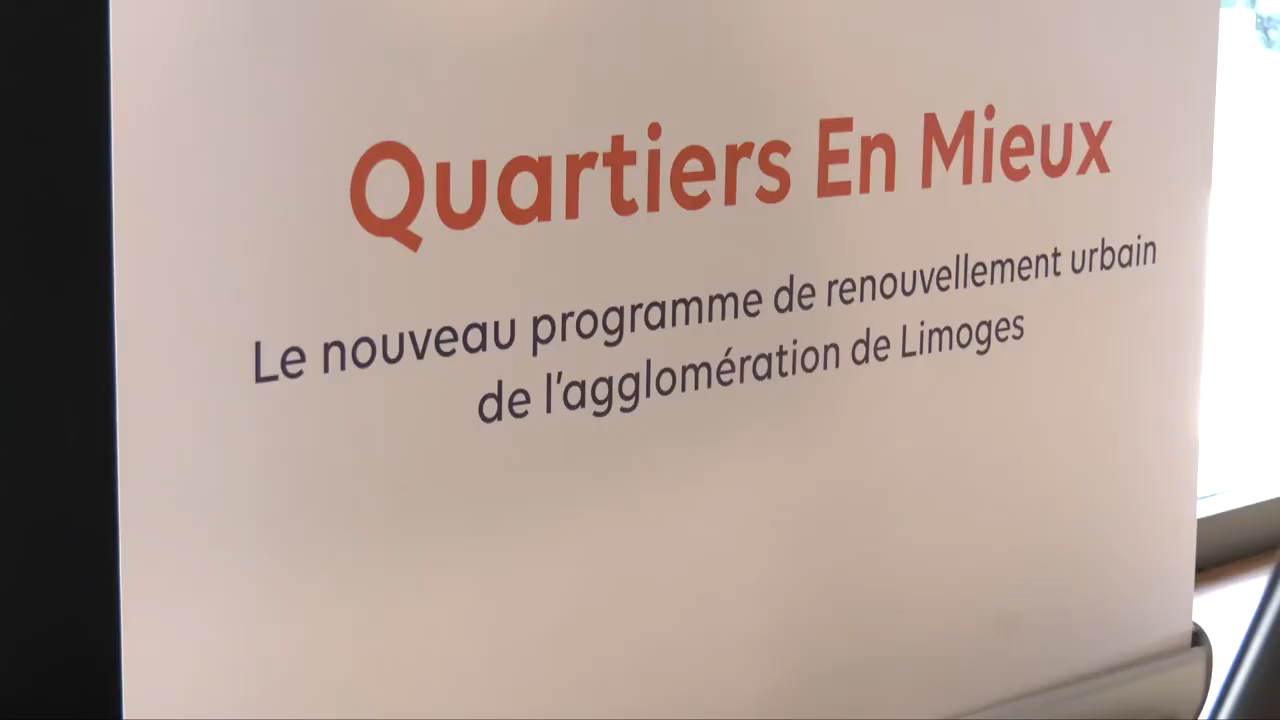 Quartiers En Mieux
Le nouveau programme de renouvellement urbain
de l'agglomération de Limoges